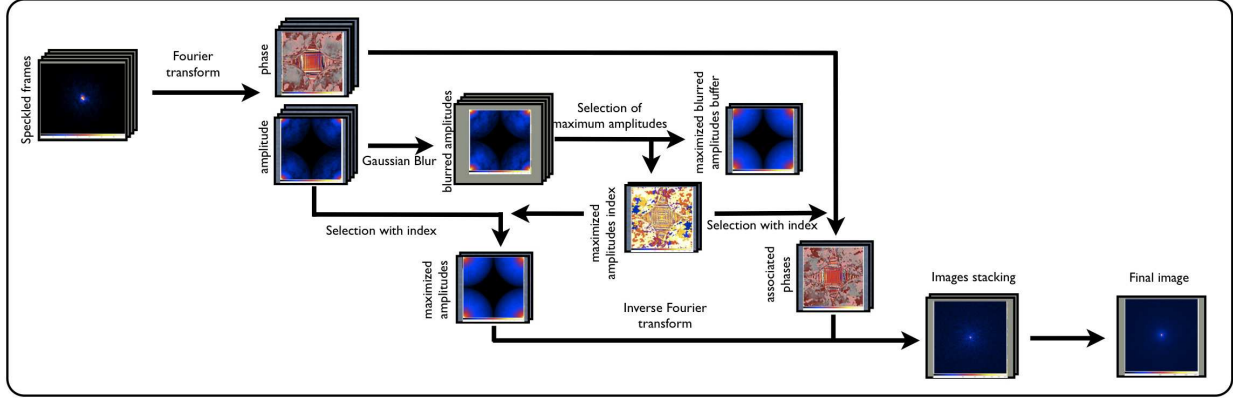 Speckled frames
Fourier
transform
phase
amplitude
Gaussian Blur
blurred amplitudes
Selection of
maximum amplitudes
maximized blurred
amplitudes buffer
maximized
amplitudes index
Selection with index
Selection with index
maximized
amplitudes
associated
phases
Inverse Fourier
transform
Images stacking
Final image